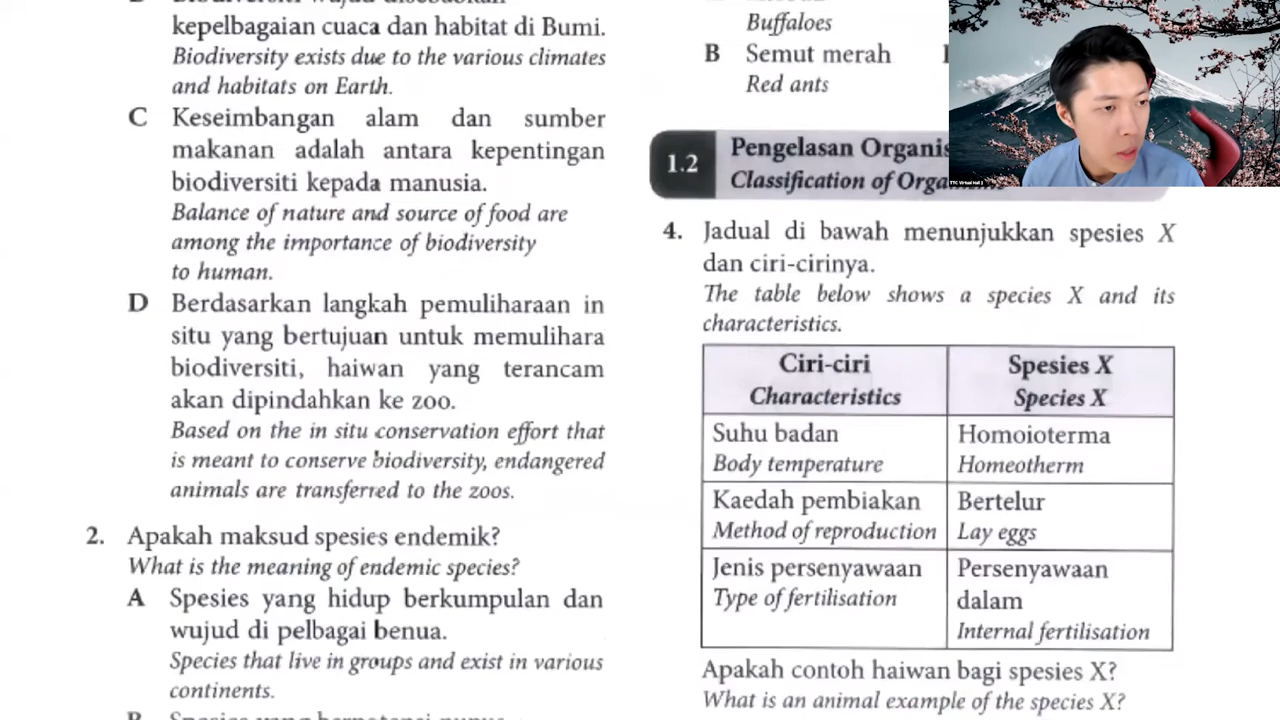 kepelbagaian cuaca dan habitat di Bumi.
Biodiversity exists due to the various climates
and habitats on Earth.
C Keseimbangan alam dan sumber
makanan adalah antara kepentingan
biodiversiti kepada manusia.
Balance of nature and source of food are
among the importance of biodiversity
to human.
D Berdasarkan langkah pemuliharaan in
situ yang bertujuan untuk memulihara
biodiversiti, haiwan yang terancam
akan dipindahkan ke zoo.
Based on the in situ conservation effort that
is meant to conserve biodiversity, endangered
animals are transferred to the zoos.
2. Apakah maksud spesies endemik?
What is the meaning of endemic species?
A Spesies yang hidup berkumpulan dan
wujud di pelbagai benua.
Species that live in groups and exist in various
continents.
Buffaloes
B Semut merah
Red ants
1.2 Pengelasan Organis
Classification of Orga
4. Jadual di bawah menunjukkan spesies X
dan ciri-cirinya.
The table below shows a species X and its
characteristics.
Ciri-ciri
Characteristics
Spesies X
Species X
Suhu badan
Body temperature
Homoioterma
Homeotherm
Kaedah pembiakan
Method of reproduction
Bertelur
Lay eggs
Jenis persenyawaan
Type of fertilisation
Persenyawaan
dalam
Internal fertilisation
Apakah contoh haiwan bagi spesies X?
What is an animal example of the species X?